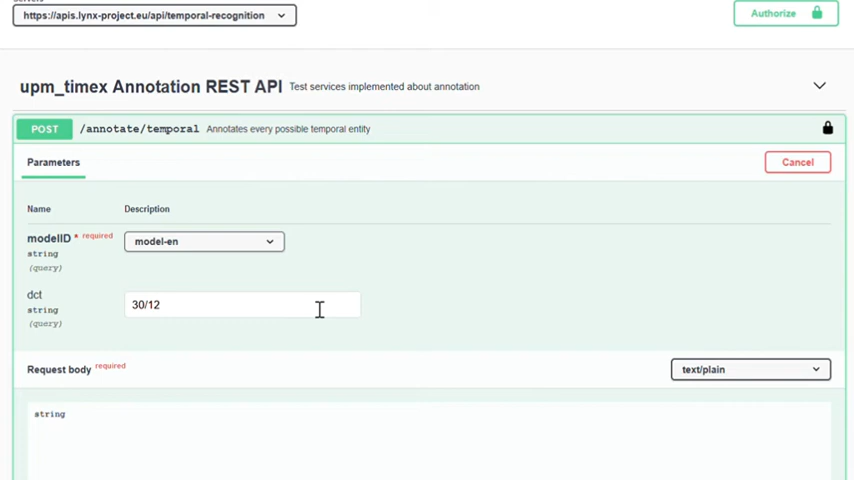 https://apis.lynx-project.eu/api/temporal-recognition
Authorize
upm_timex Annotation REST API Test services implemented about annotation
POST /annotate/temporal Annotates every possible temporal entity
Parameters
Cancel
Name Description
modelID * required
model-en
string
(query)
dct
30/12
string
(query)
Request body required
text/plain
string